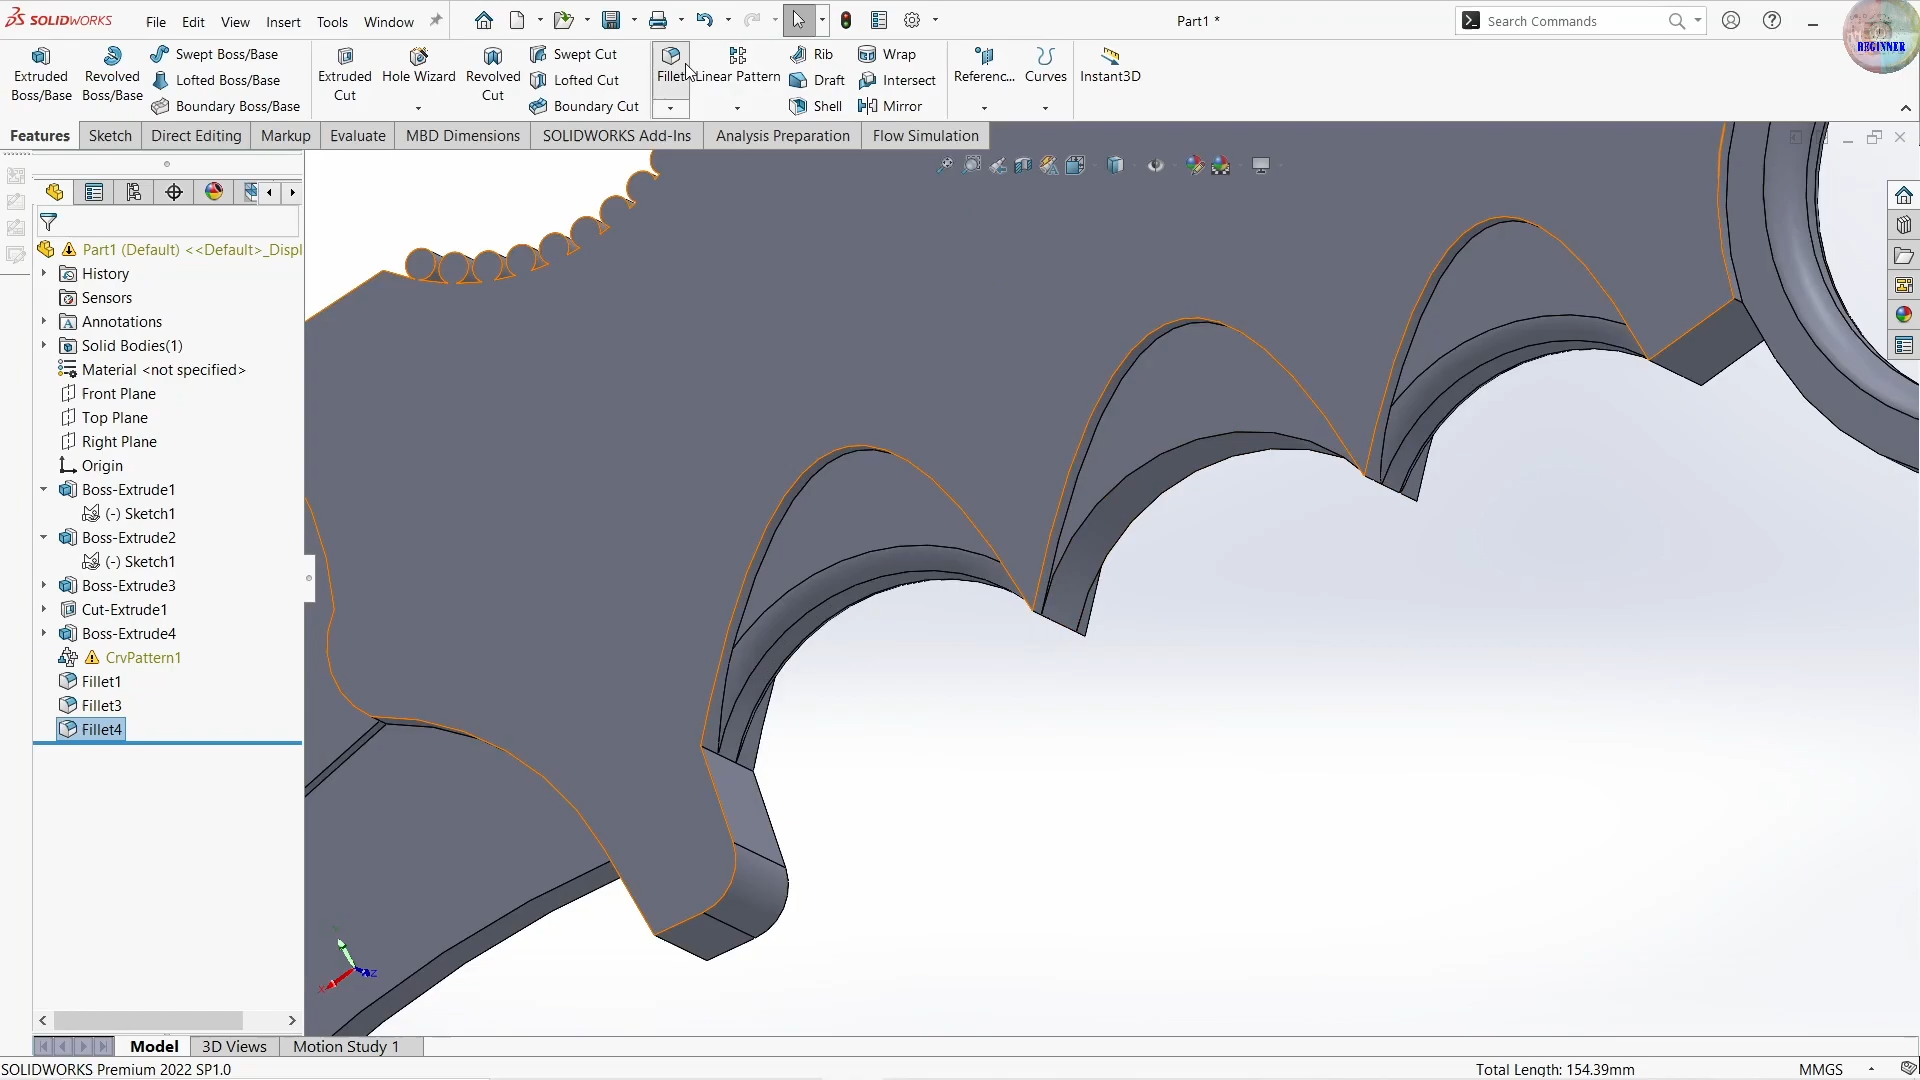 SOLIDWORKS File Edit View Insert Tools Window Part1 * Search Commands
BEGINNER
Extruded Boss/Base
Revolved Boss/Base
Swept Boss/Base
Lofted Boss/Base
Boundary Boss/Base
Extruded Cut
Hole Wizard
Revolved Cut
Swept Cut
Lofted Cut
Boundary Cut
Fillet
Linear Pattern
Rib
Draft
Shell
Wrap
Intersect
Mirror
Referenc...
Curves
Instant3D
Features Sketch Direct Editing Markup Evaluate MBD Dimensions SOLIDWORKS Add-Ins Analysis Preparation Flow Simulation
Part1 (Default) <<Default>_Displ
History
Sensors
Annotations
Solid Bodies(1)
Material <not specified>
Front Plane
Top Plane
Right Plane
Origin
Boss-Extrude1
(-) Sketch1
Boss-Extrude2
(-) Sketch1
Boss-Extrude3
Cut-Extrude1
Boss-Extrude4
CrvPattern1
Fillet1
Fillet3
Fillet4
X Z
Model 3D Views Motion Study 1
SOLIDWORKS Premium 2022 SP1.0 Total Length: 154.39mm MMGS